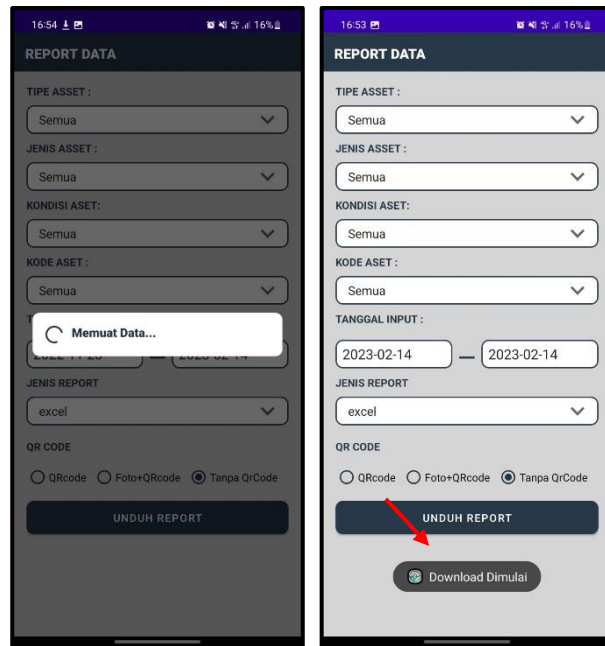 16:54 16%
REPORT DATA
TIPE ASSET :
Semua
JENIS ASSET :
Semua
KONDISI ASET:
Semua
KODE ASET :
Semua
Memuat Data...
JENIS REPORT
excel
QR CODE
QRcode Foto+QRcode Tanpa QrCode
UNDUH REPORT
16:53 16%
REPORT DATA
TIPE ASSET :
Semua
JENIS ASSET :
Semua
KONDISI ASET:
Semua
KODE ASET :
Semua
TANGGAL INPUT :
2023-02-14 — 2023-02-14
JENIS REPORT
excel
QR CODE
QRcode Foto+QRcode Tanpa QrCode
UNDUH REPORT
Download Dimulai